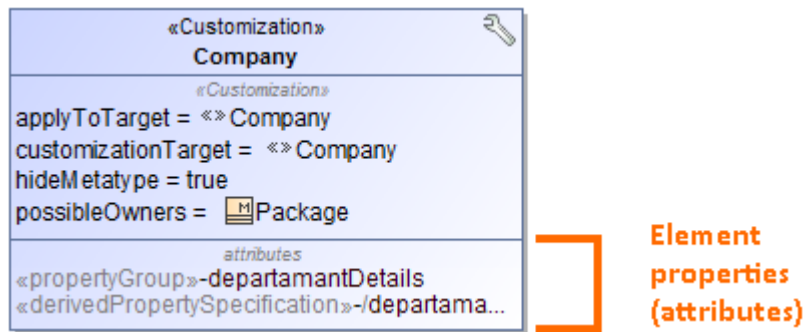 «Customization»
Company
«Customization»
applyToTarget = «»Company
customizationTarget = «»Company
hideMetatype = true
possibleOwners = M Package
attributes
«propertyGroup»-departamantDetails
«derivedPropertySpecification»-/departama...
Element
properties
(attributes)